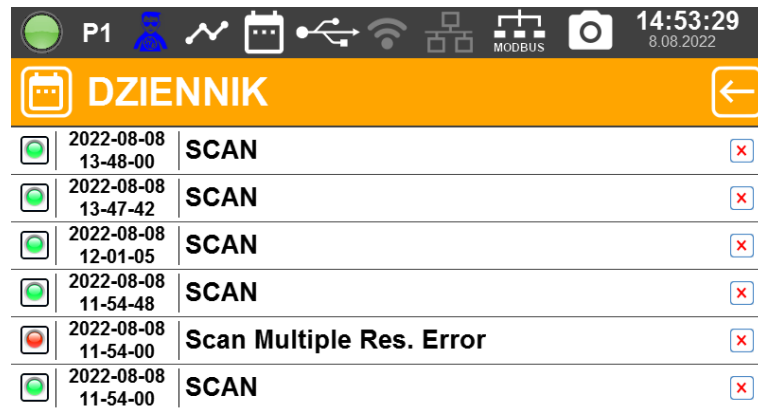 P1
MODBUS
14:53:29
8.08.2022
DZIENNIK
2022-08-08
13-48-00
SCAN
2022-08-08
13-47-42
SCAN
2022-08-08
12-01-05
SCAN
2022-08-08
11-54-48
SCAN
2022-08-08
11-54-00
Scan Multiple Res. Error
2022-08-08
11-54-00
SCAN